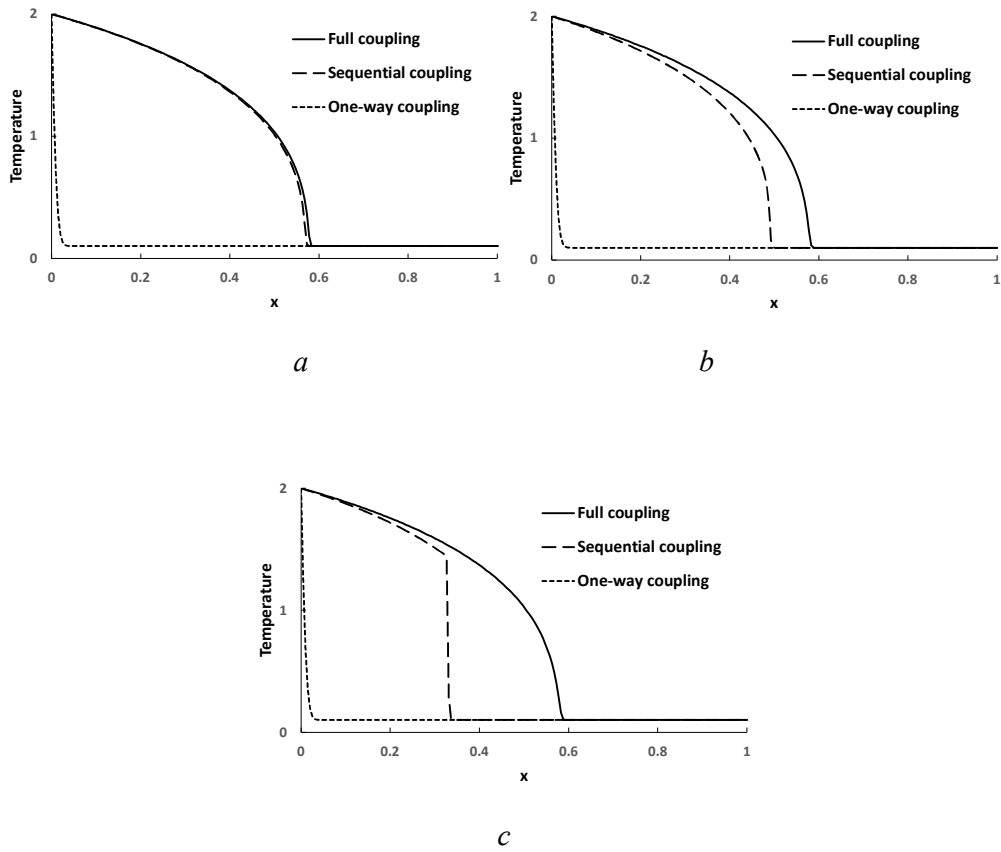 2
1
0
Temperature
Full coupling
Sequential coupling
One-way coupling
0 0.2 0.4 0.6 0.8 1
x
a
2
1
0
Temperature
Full coupling
Sequential coupling
One-way coupling
0 0.2 0.4 0.6 0.8 1
x
b
2
1
0
Temperature
Full coupling
Sequential coupling
One-way coupling
0 0.2 0.4 0.6 0.8 1
x
c